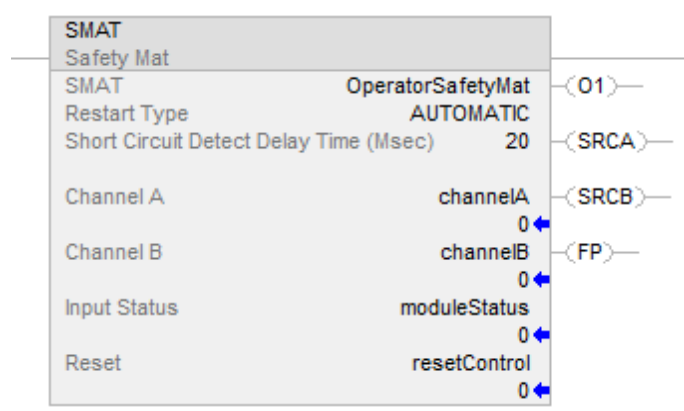 SMAT
Safety Mat
SMAT OperatorSafetyMat (O1)
Restart Type AUTOMATIC
Short Circuit Detect Delay Time (Msec) 20 (SRCA)
Channel A channelA (SRCB)
0
Channel B channelB (FP)
0
Input Status moduleStatus
0
Reset resetControl
0